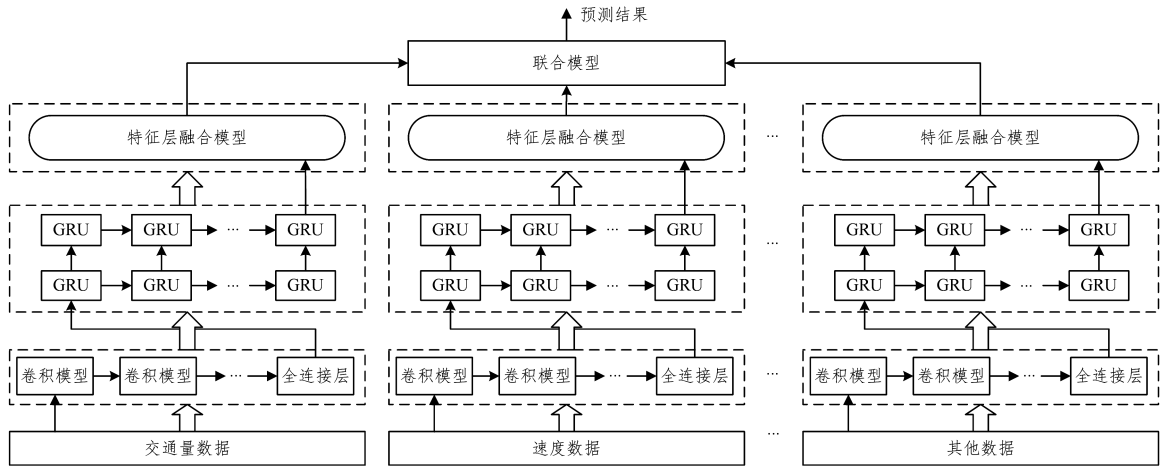 预测结果
联合模型
特征层融合模型 特征层融合模型 … 特征层融合模型
GRU GRU … GRU GRU GRU … GRU … GRU GRU … GRU
GRU GRU … GRU GRU GRU … GRU GRU GRU … GRU
卷积模型 卷积模型 … 全连接层 卷积模型 卷积模型 … 全连接层 … 卷积模型 卷积模型 … 全连接层
交通量数据 速度数据 … 其他数据